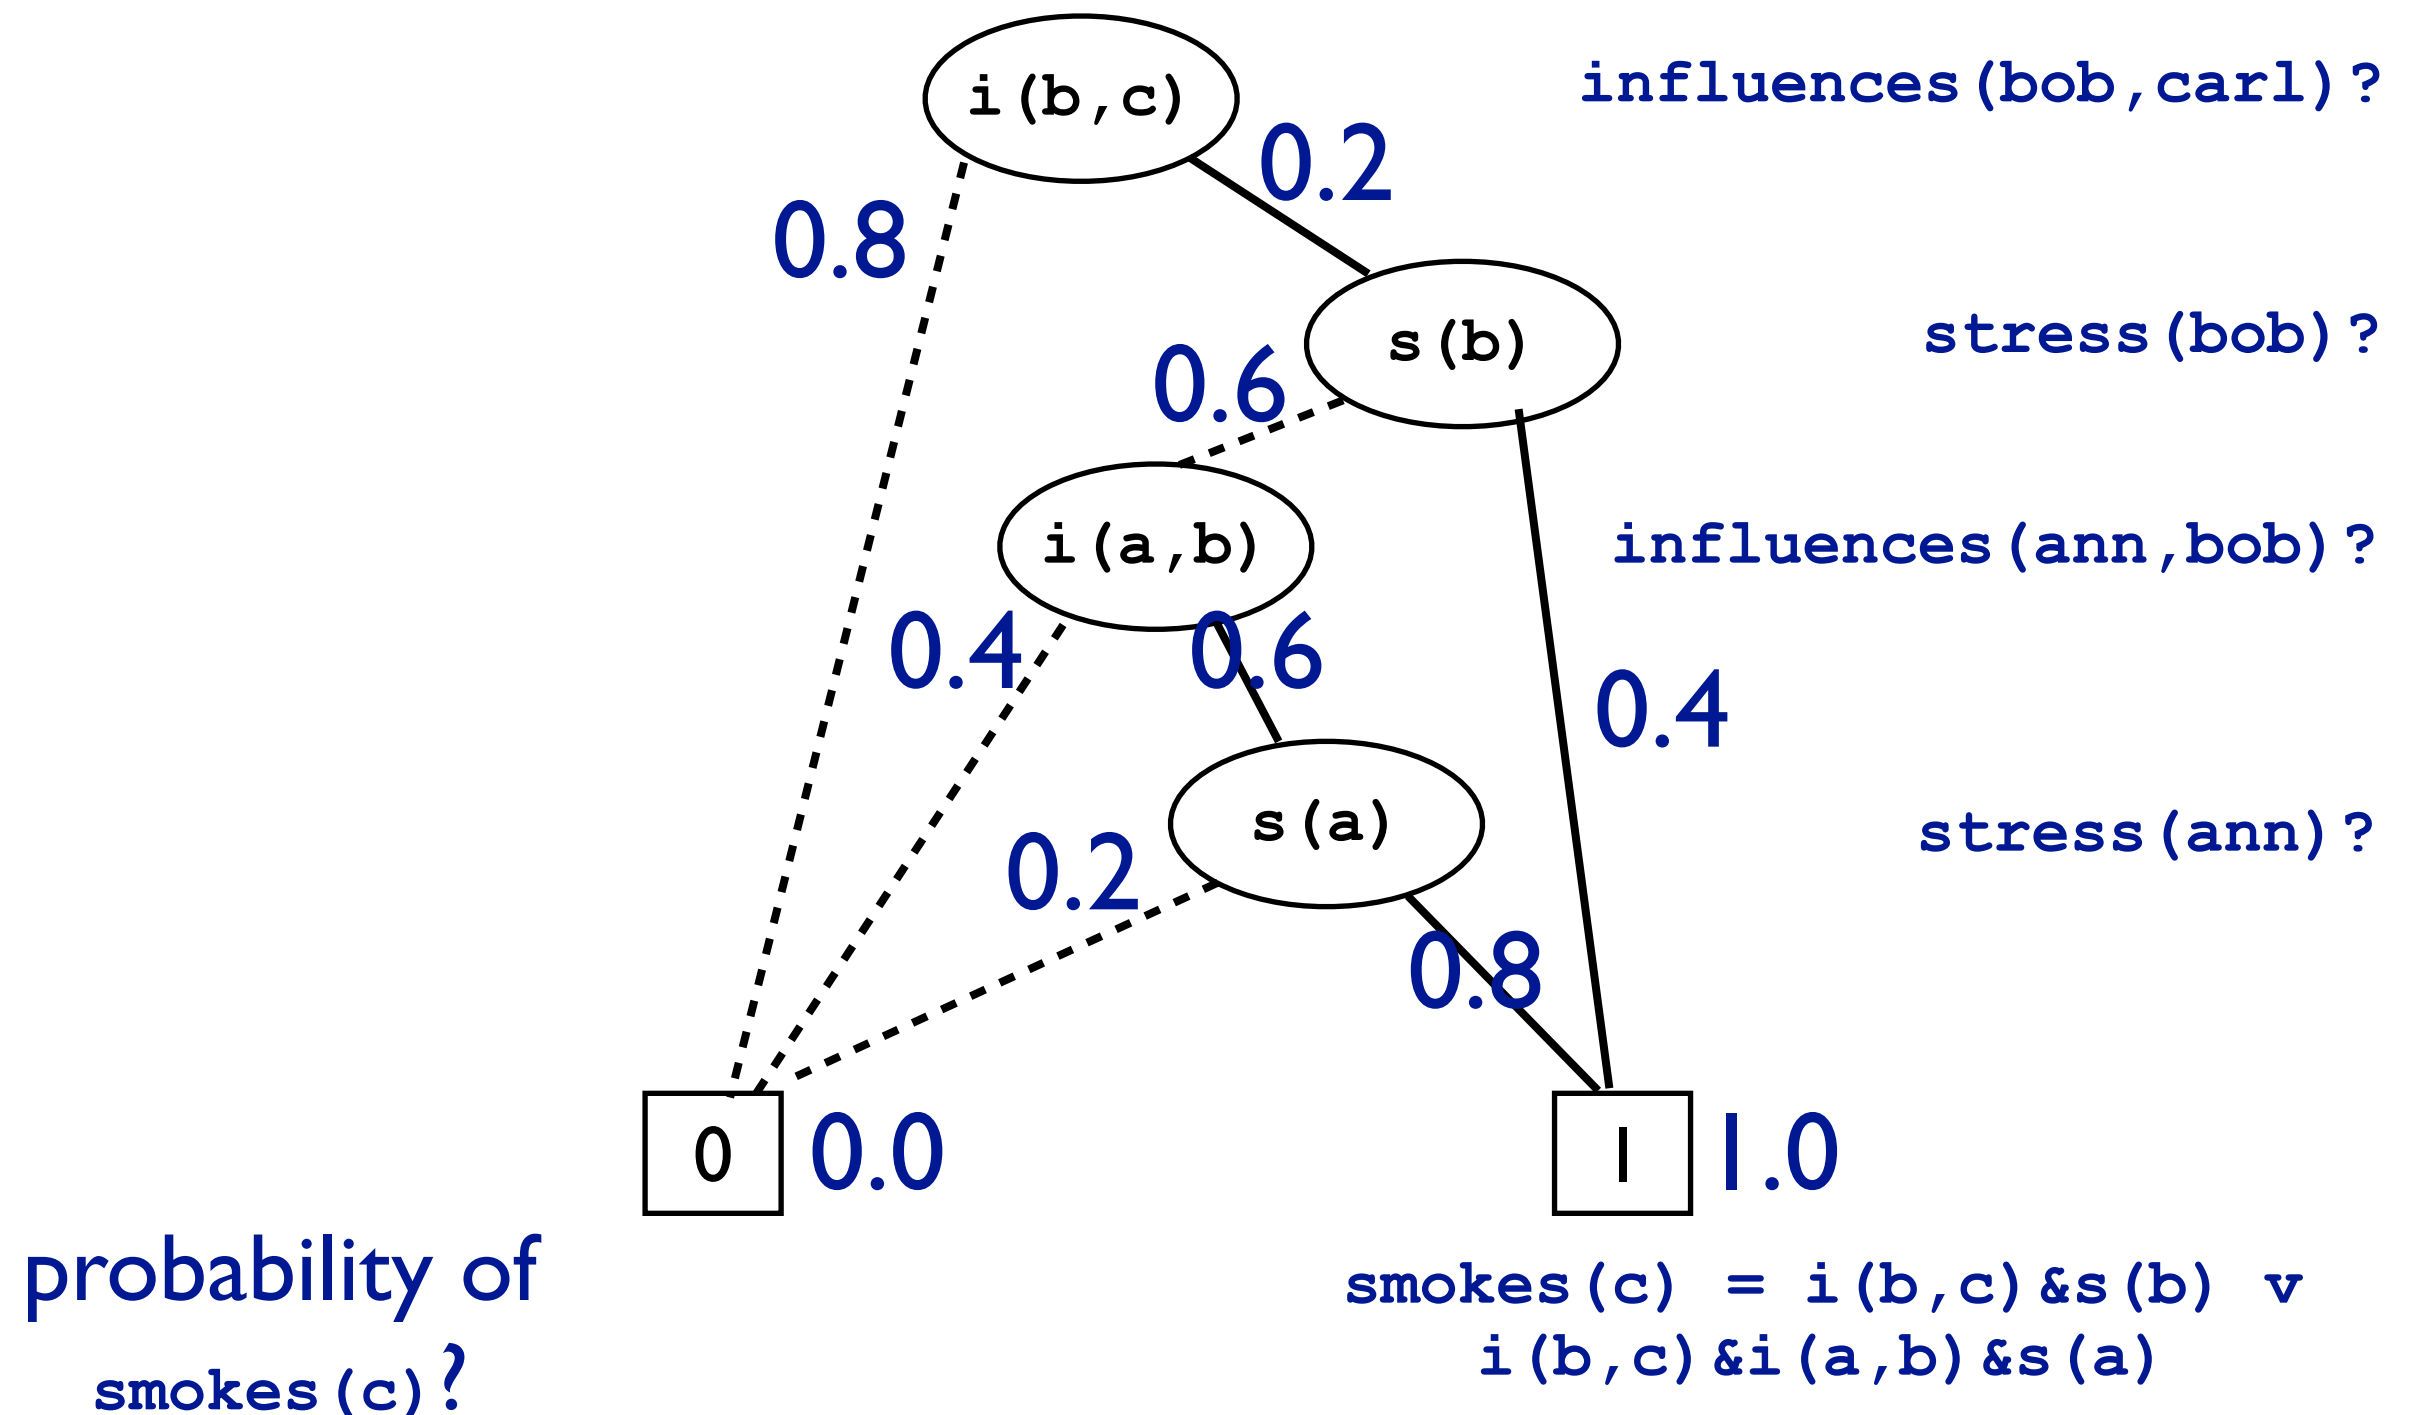 i(b,c)
influences(bob,carl)?
0.2
0.8
s(b)
stress(bob)?
0.6
i(a,b)
influences(ann,bob)?
0.4
0.6
0.4
s(a)
stress(ann)?
0.2
0.8
0
0.0
1
1.0
probability of
smokes(c)?
smokes(c) = i(b,c)&s(b) v
i(b,c)&i(a,b)&s(a)